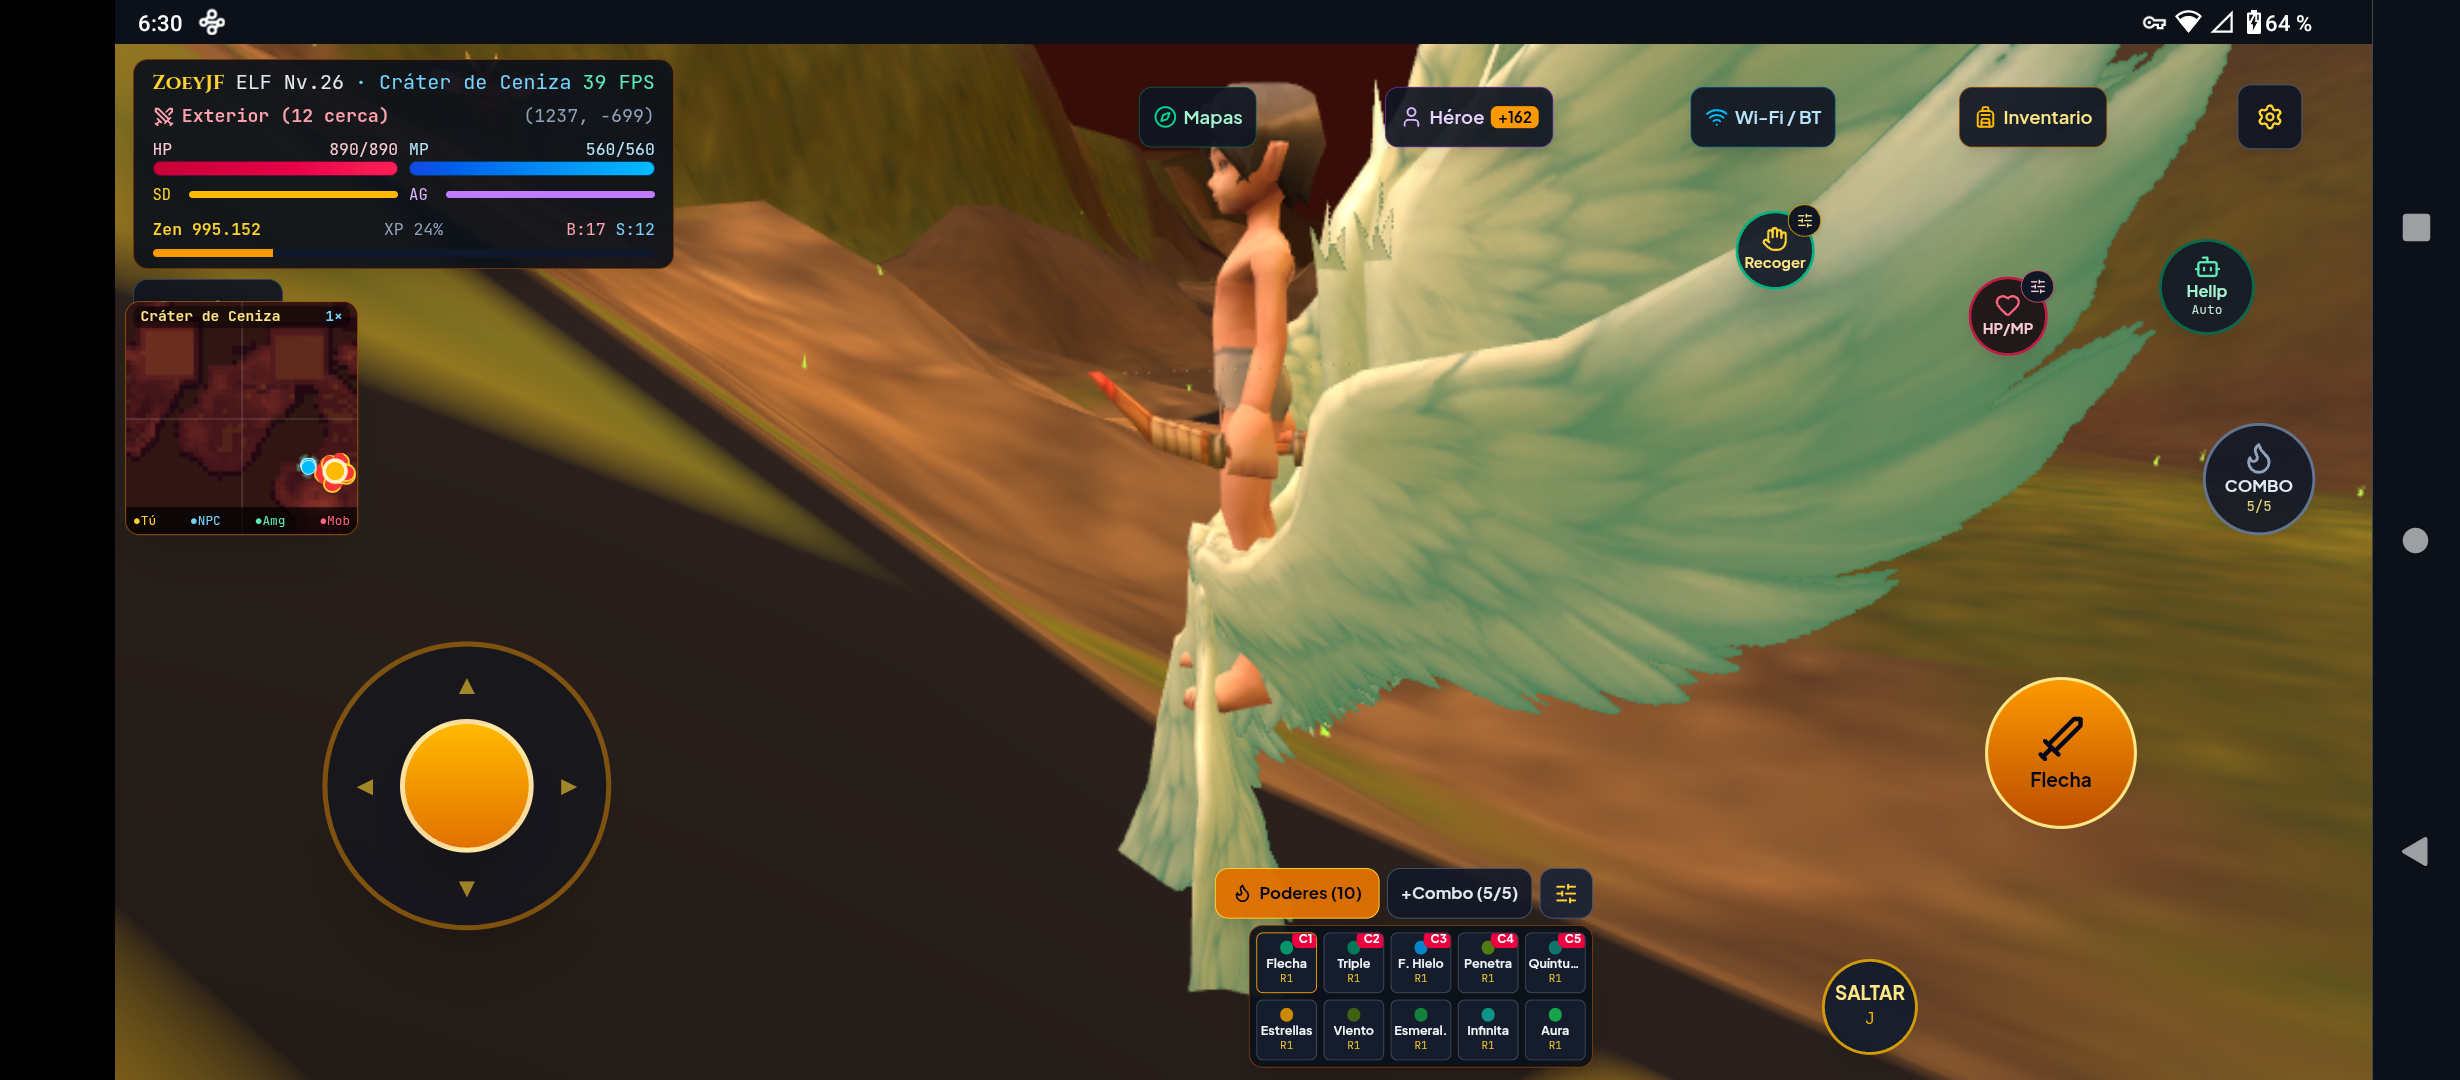 6:30
64 %
ZOEYJF ELF Nv.26 · Cráter de Ceniza 39 FPS
Exterior (12 cerca) (1237, -699)
HP 890/890 MP 560/560
SD AG
Zen 995.152 XP 24% B:17 S:12
Mapas
Héroe +162
Wi-Fi / BT
Inventario
Recoger
HP/MP
Hellp
Auto
Cráter de Ceniza 1×
Tú NPC Amg Mob
COMBO
5/5
Flecha
Poderes (10) +Combo (5/5)
C1 C2 C3 C4 C5
Flecha Triple F. Hielo Penetra Quíntu...
R1 R1 R1 R1 R1
Estrellas Viento Esmeral. Infinita Aura
R1 R1 R1 R1 R1
SALTAR
J